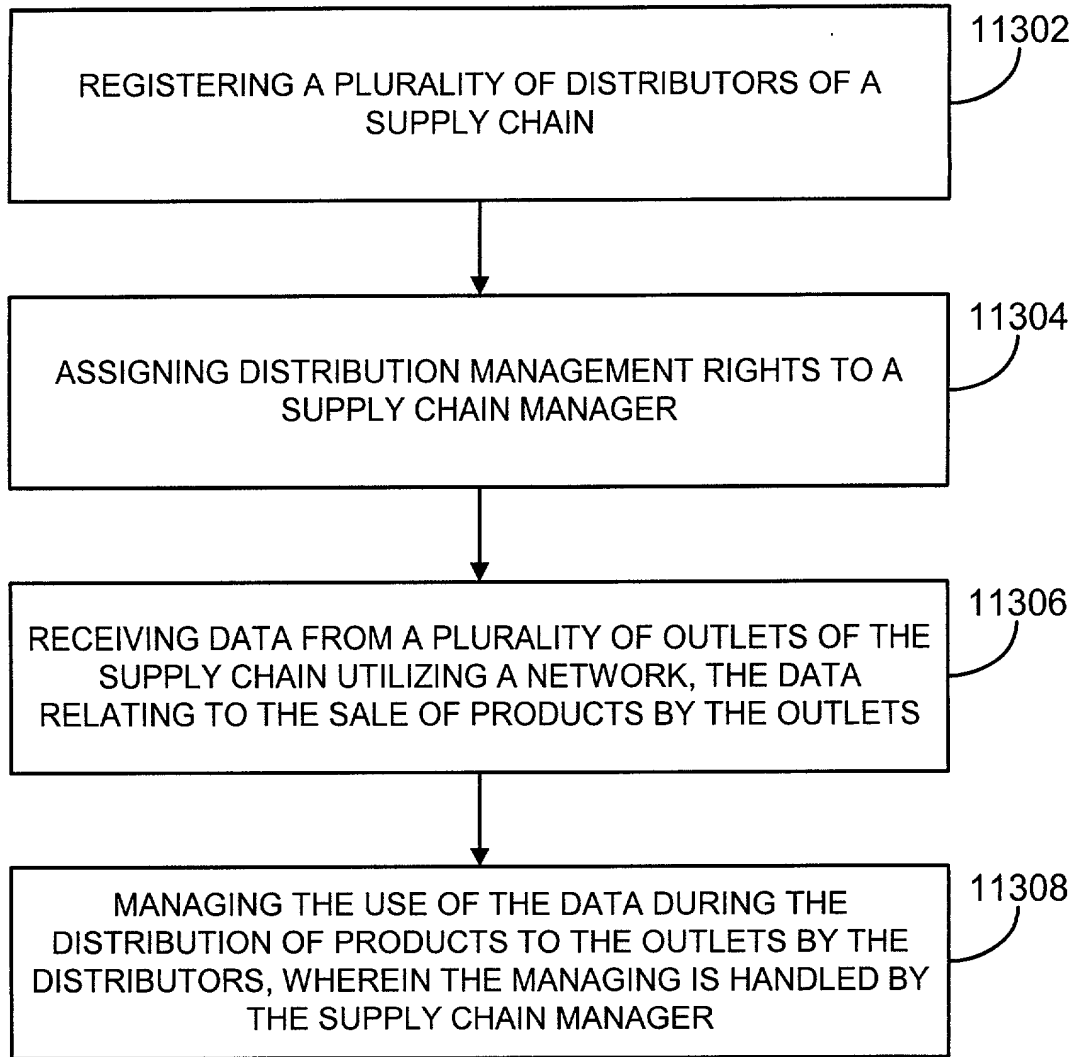 11302
REGISTERING A PLURALITY OF DISTRIBUTORS OF A
SUPPLY CHAIN
11304
ASSIGNING DISTRIBUTION MANAGEMENT RIGHTS TO A
SUPPLY CHAIN MANAGER
11306
RECEIVING DATA FROM A PLURALITY OF OUTLETS OF THE
SUPPLY CHAIN UTILIZING A NETWORK, THE DATA
RELATING TO THE SALE OF PRODUCTS BY THE OUTLETS
11308
MANAGING THE USE OF THE DATA DURING THE
DISTRIBUTION OF PRODUCTS TO THE OUTLETS BY THE
DISTRIBUTORS, WHEREIN THE MANAGING IS HANDLED BY
THE SUPPLY CHAIN MANAGER